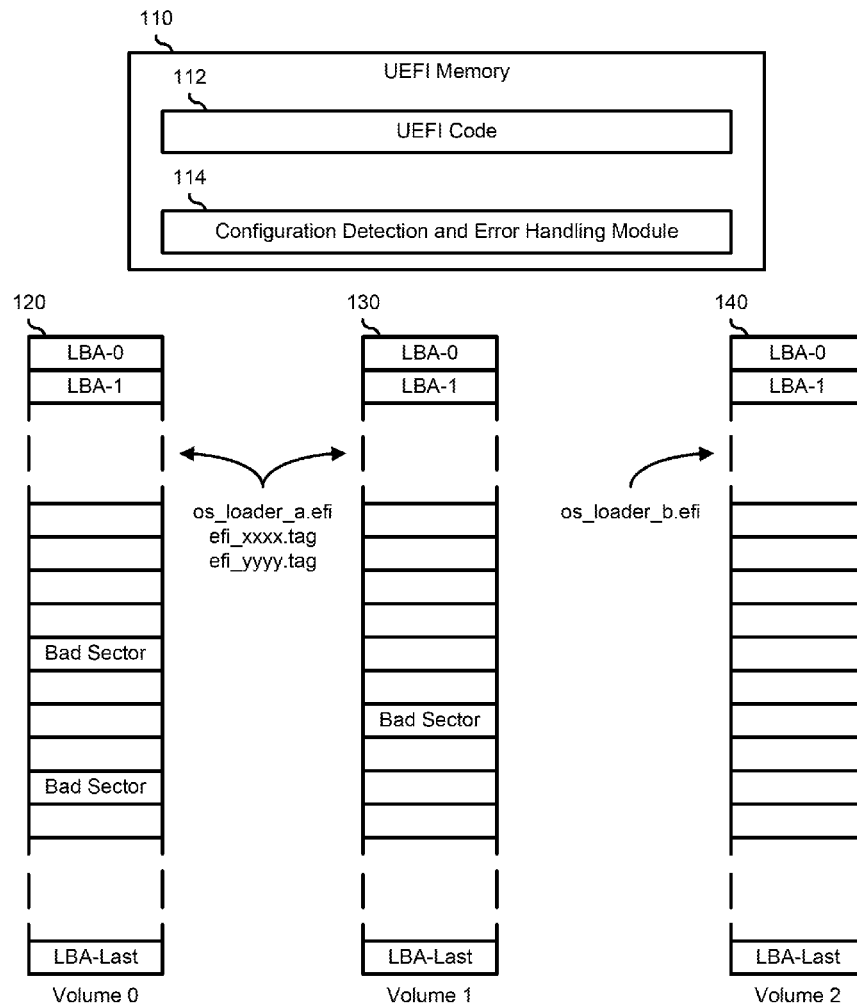 110
UEFI Memory
112
UEFI Code
114
Configuration Detection and Error Handling Module
120
130
140
LBA-0
LBA-0
LBA-0
LBA-1
LBA-1
LBA-1
os_loader_a.efi
efi_xxxx.tag
efi_yyyy.tag
os_loader_b.efi
Bad Sector
Bad Sector
Bad Sector
LBA-Last
LBA-Last
LBA-Last
Volume 0
Volume 1
Volume 2